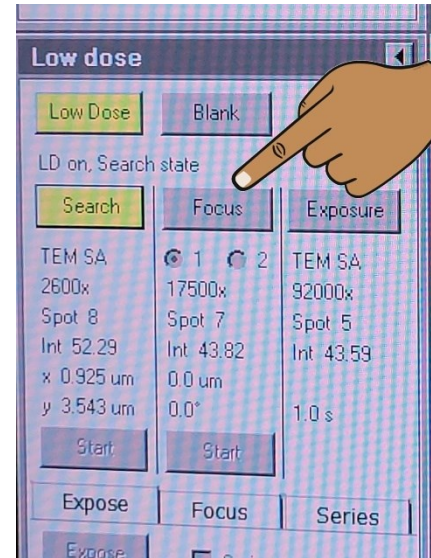 Low dose
Low Dose Blank
LD on, Search state
Search Focus Exposure
TEM SA 1 2 TEM SA
2600x 17500x 92000x
Spot 8 Spot 7 Spot 5
Int 52.29 Int 43.82 Int 43.59
x 0.925 um 0.0 um
y 3.543 um 0.0° 1.0 s
Start Start
Expose Focus Series
Expose